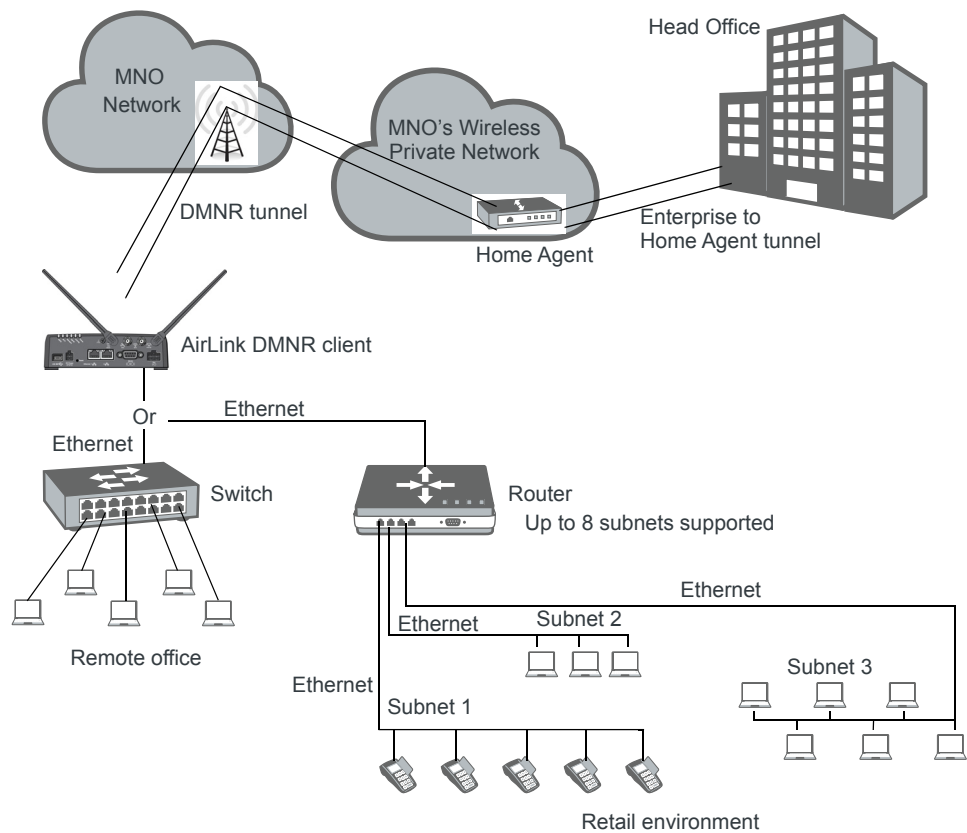 Head Office
MNO
Network
MNO's Wireless
Private Network
DMNR tunnel
Enterprise to
Home Agent tunnel
Home Agent
AirLink DMNR client
Or
Ethernet
Ethernet
Switch
Router
Up to 8 subnets supported
Ethernet
Ethernet
Subnet 2
Remote office
Subnet 3
Ethernet
Subnet 1
Retail environment